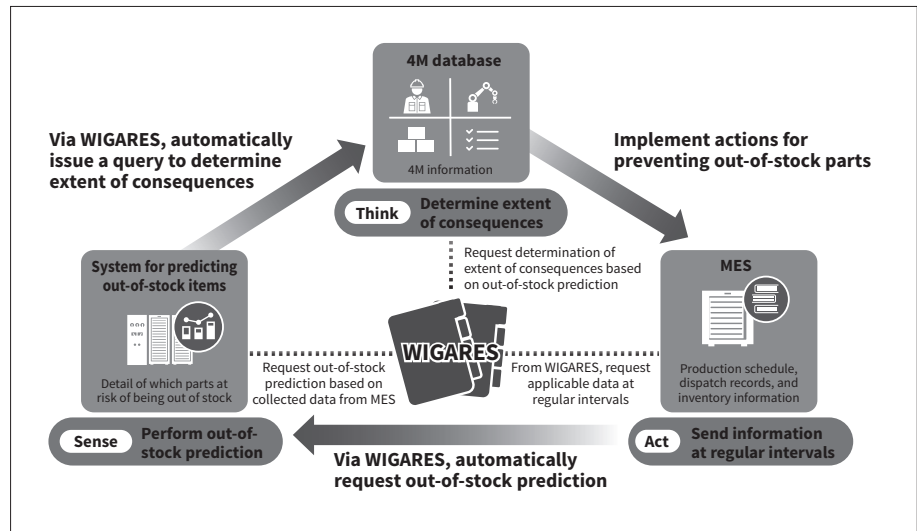 4M database
4M information
Via WIGARES, automatically
issue a query to determine
extent of consequences
Implement actions for
preventing out-of-stock parts
Think
Determine extent
of consequences
Request determination of
extent of consequences based
on out-of-stock prediction
System for predicting
out-of-stock items
Detail of which parts at
risk of being out of stock
MES
Production schedule,
dispatch records, and
inventory information
WIGARES
Request out-of-stock
prediction based on
collected data from MES
From WIGARES, request
applicable data at
regular intervals
Sense
Perform out-of-
stock prediction
Act
Send information
at regular intervals
Via WIGARES, automatically
request out-of-stock prediction